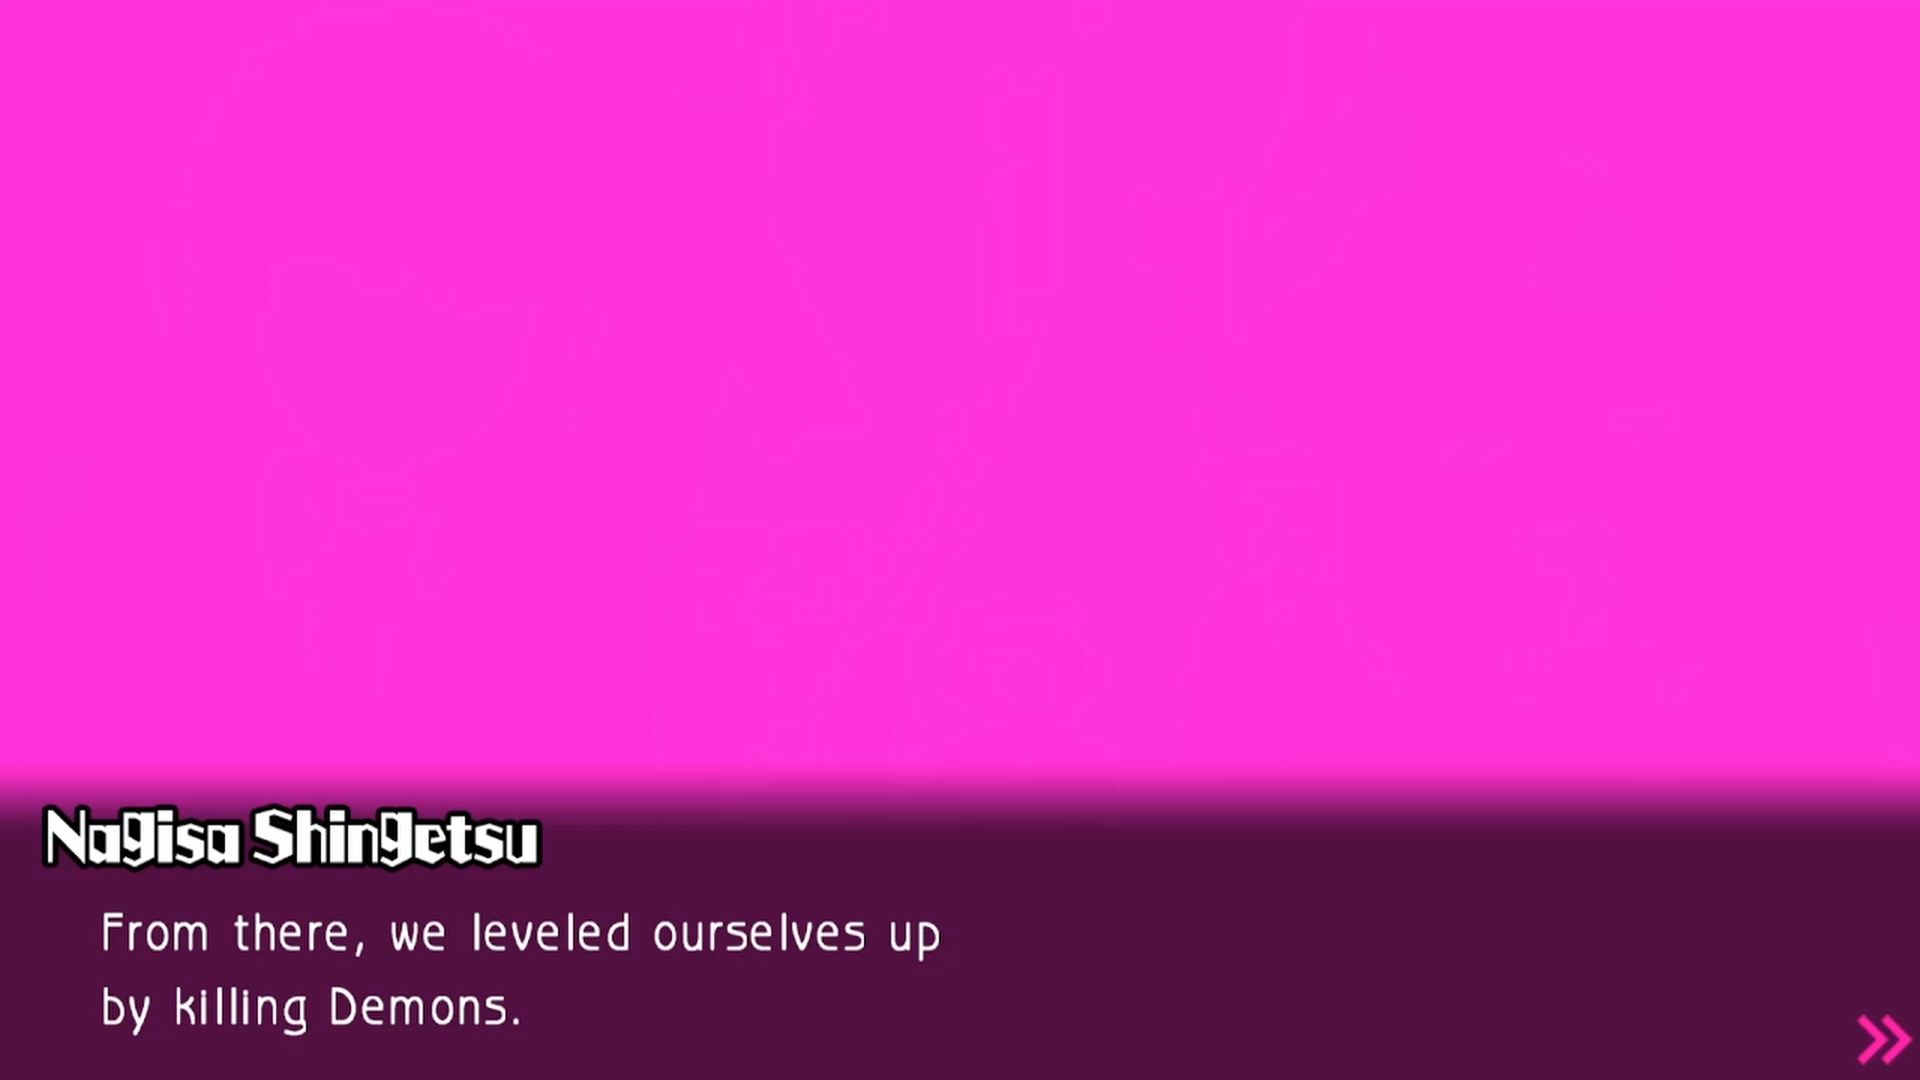 Nagisa Shingetsu
From there, we leveled ourselves up
by killing Demons.